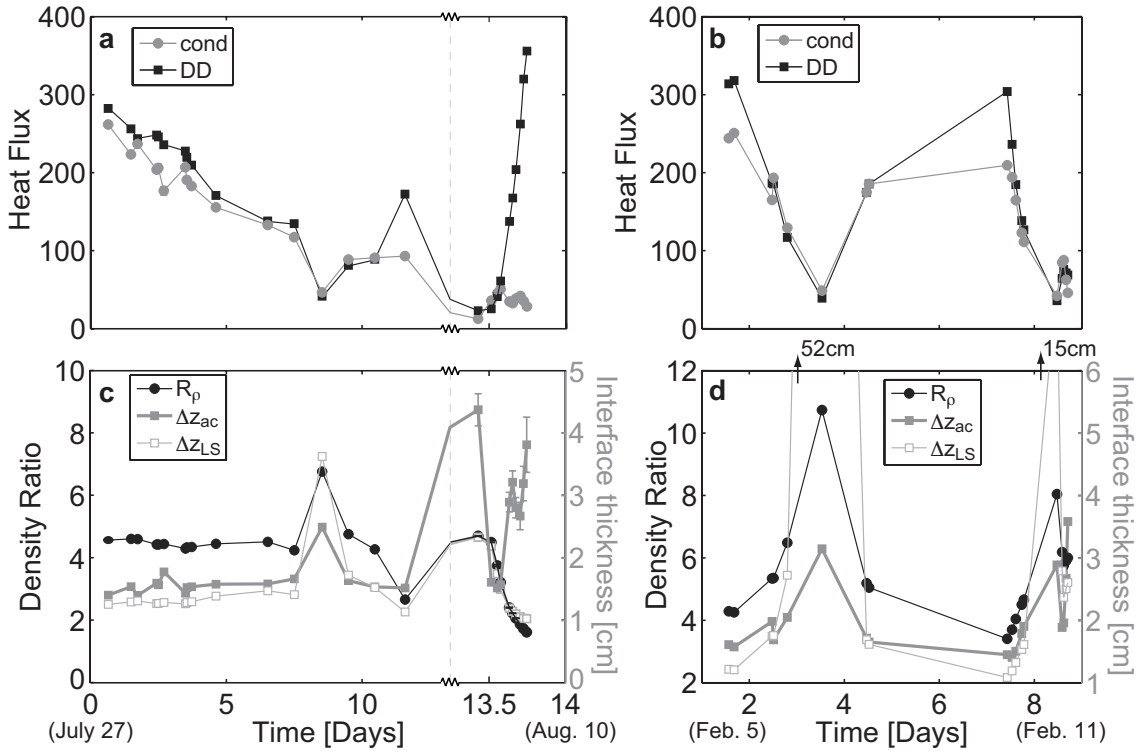 400
300
200
100
0
Heat Flux
a
cond
DD
400
300
200
100
0
Heat Flux
b
cond
DD
10
8
6
4
2
0
Density Ratio
c
Rρ
Δzac
ΔzLS
5
4
3
2
1
0
Interface thickness [cm]
0 5 10 13.5 14
(July 27) Time [Days] (Aug. 10)
52cm 15cm
12
10
8
6
4
2
Density Ratio
d
Rρ
Δzac
ΔzLS
6
5
4
3
2
1
Interface thickness [cm]
2 4 6 8
(Feb. 5) Time [Days] (Feb. 11)